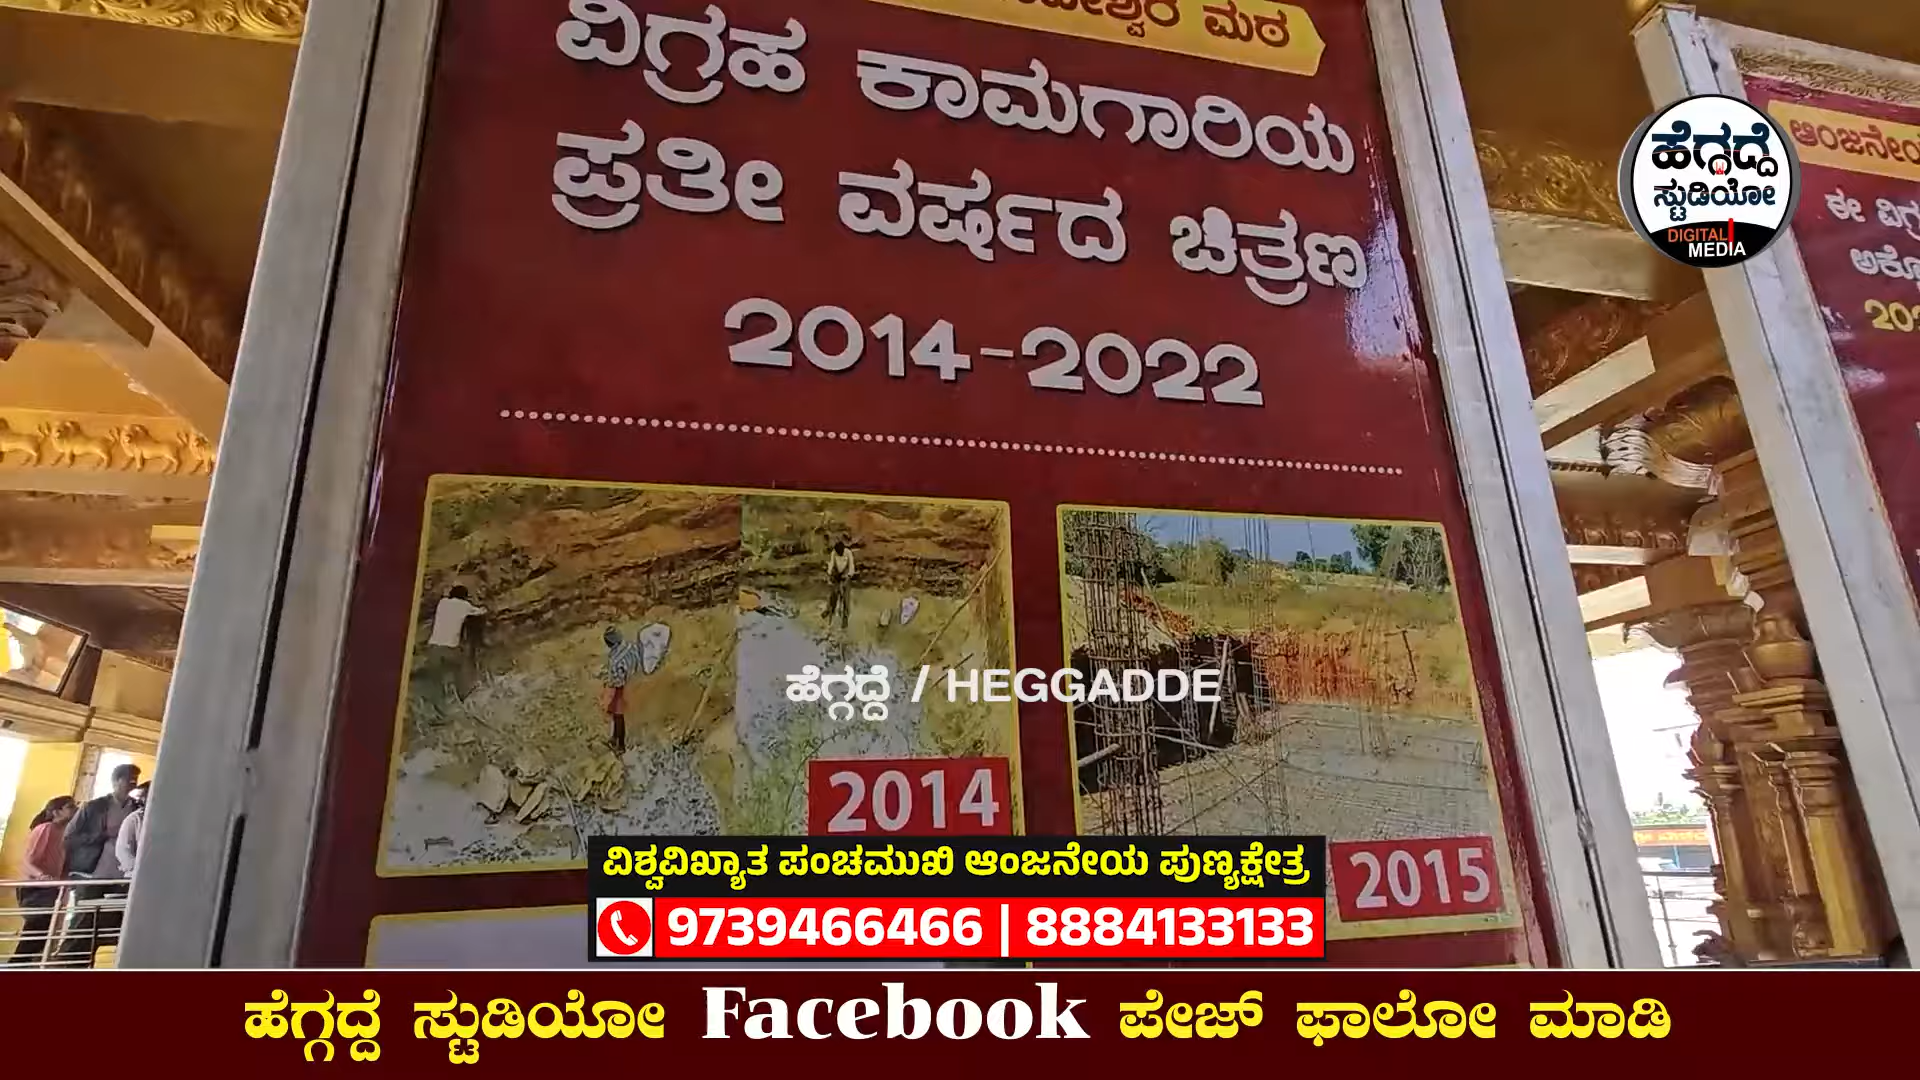 ಮಠ
ವಿಗ್ರಹ ಕಾಮಗಾರಿಯ
ಪ್ರತೀ ವರ್ಷದ ಚಿತ್ರಣ
2014-2022
ಹೆಗ್ಗದ್ದೆ
ಸ್ಟುಡಿಯೋ
DIGITAL
MEDIA
ಈ
ಹೆಗ್ಗದ್ದೆ / HEGGADDE
2014
2015
ವಿಶ್ವವಿಖ್ಯಾತ ಪಂಚಮುಖಿ ಆಂಜನೇಯ ಪುಣ್ಯಕ್ಷೇತ್ರ
9739466466 | 8884133133
ಹೆಗ್ಗದ್ದೆ ಸ್ಟುಡಿಯೋ Facebook ಪೇಜ್ ಫಾಲೋ ಮಾಡಿ